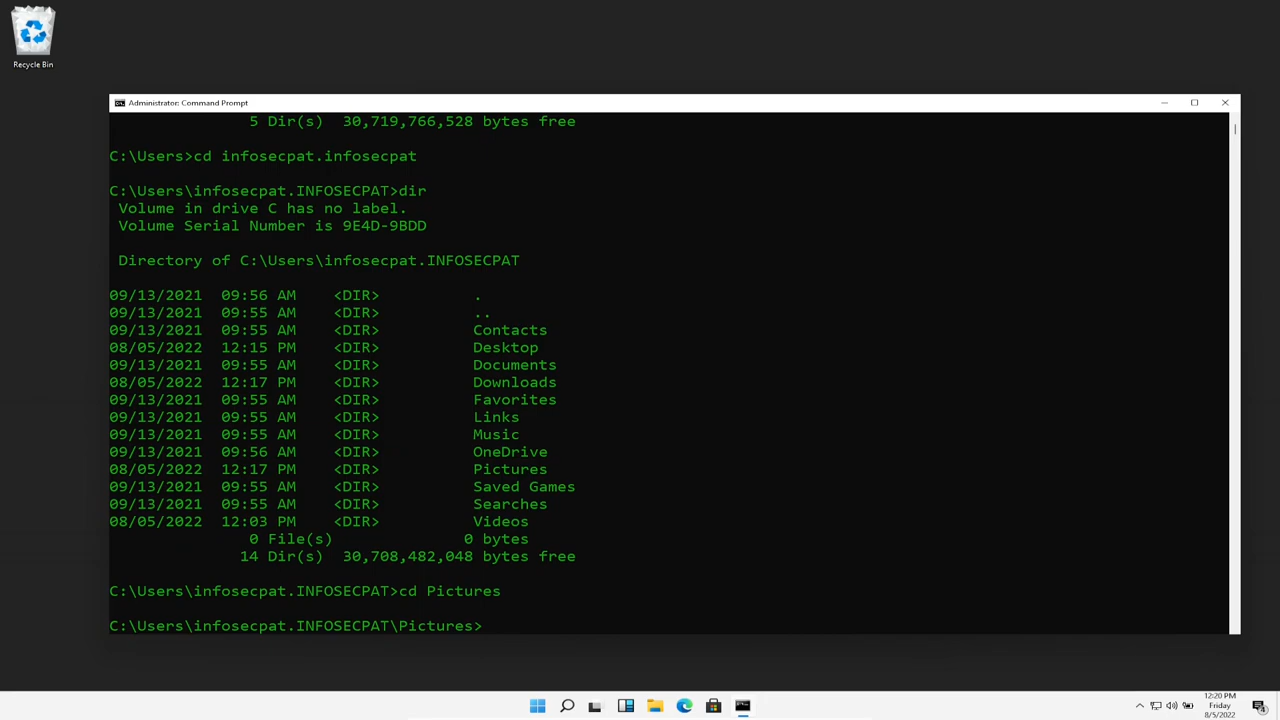 Recycle Bin
Administrator: Command Prompt
5 Dir(s)  30,719,766,528 bytes free
C:\Users>cd infosecpat.infosecpat
C:\Users\infosecpat.INFOSECPAT>dir
Volume in drive C has no label.
Volume Serial Number is 9E4D-9BDD
Directory of C:\Users\infosecpat.INFOSECPAT
09/13/2021  09:56 AM    <DIR>          .
09/13/2021  09:55 AM    <DIR>          ..
09/13/2021  09:55 AM    <DIR>          Contacts
08/05/2022  12:15 PM    <DIR>          Desktop
09/13/2021  09:55 AM    <DIR>          Documents
08/05/2022  12:17 PM    <DIR>          Downloads
09/13/2021  09:55 AM    <DIR>          Favorites
09/13/2021  09:55 AM    <DIR>          Links
09/13/2021  09:55 AM    <DIR>          Music
09/13/2021  09:56 AM    <DIR>          OneDrive
08/05/2022  12:17 PM    <DIR>          Pictures
09/13/2021  09:55 AM    <DIR>          Saved Games
09/13/2021  09:55 AM    <DIR>          Searches
08/05/2022  12:03 PM    <DIR>          Videos
0 File(s)              0 bytes
14 Dir(s)  30,708,482,048 bytes free
C:\Users\infosecpat.INFOSECPAT>cd Pictures
C:\Users\infosecpat.INFOSECPAT\Pictures>
12:20 PM
Friday
8/5/2022